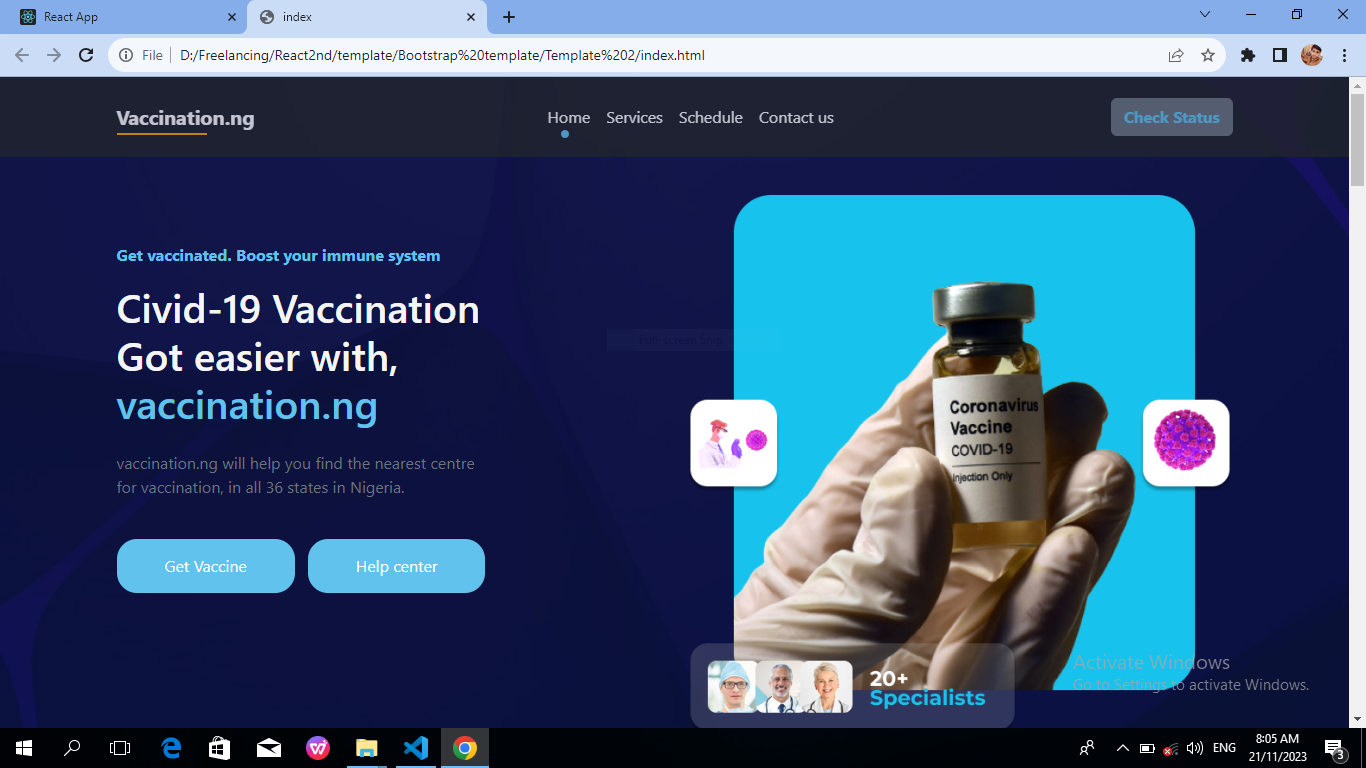 React App
index
File
D:/Freelancing/React2nd/template/Bootstrap%20template/Template%202/index.html
Vaccination.ng
Home Services Schedule Contact us
Check Status
Get vaccinated. Boost your immune system
Civid-19 Vaccination
Got easier with,
vaccination.ng
vaccination.ng will help you find the nearest centre
for vaccination, in all 36 states in Nigeria.
Get Vaccine
Help center
Coronavirus
Vaccine
COVID-19
Injection Only
20+
Specialists
Activate Windows
Go to Settings to activate Windows.
ENG
8:05 AM
21/11/2023
3